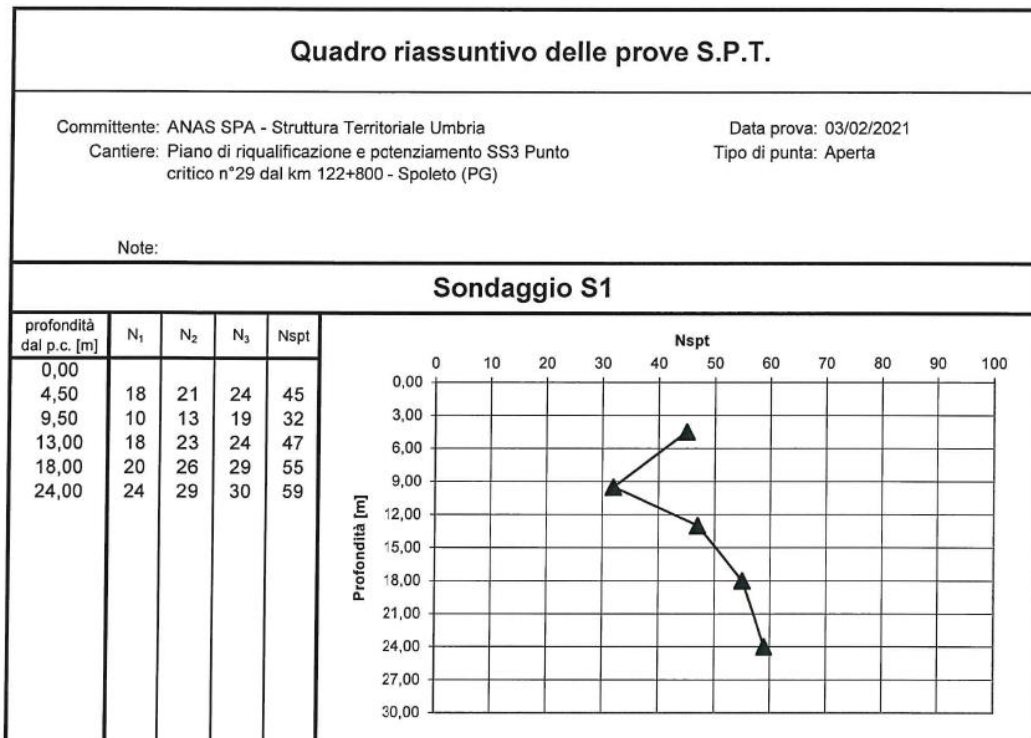 Quadro riassuntivo delle prove S.P.T.
Committente: ANAS SPA - Struttura Territoriale Umbria
Data prova: 03/02/2021
Cantiere: Piano di riqualificazione e potenziamento SS3 Punto
critico n°29 dal km 122+800 - Spoleto (PG)
Tipo di punta: Aperta
Note:
Sondaggio S1
profondità
dal p.c. [m] N₁ N₂ N₃ Nspt
0,00
4,50 18 21 24 45
9,50 10 13 19 32
13,00 18 23 24 47
18,00 20 26 29 55
24,00 24 29 30 59
Nspt
0 10 20 30 40 50 60 70 80 90 100
Profondità [m]
0,00
3,00
6,00
9,00
12,00
15,00
18,00
21,00
24,00
27,00
30,00